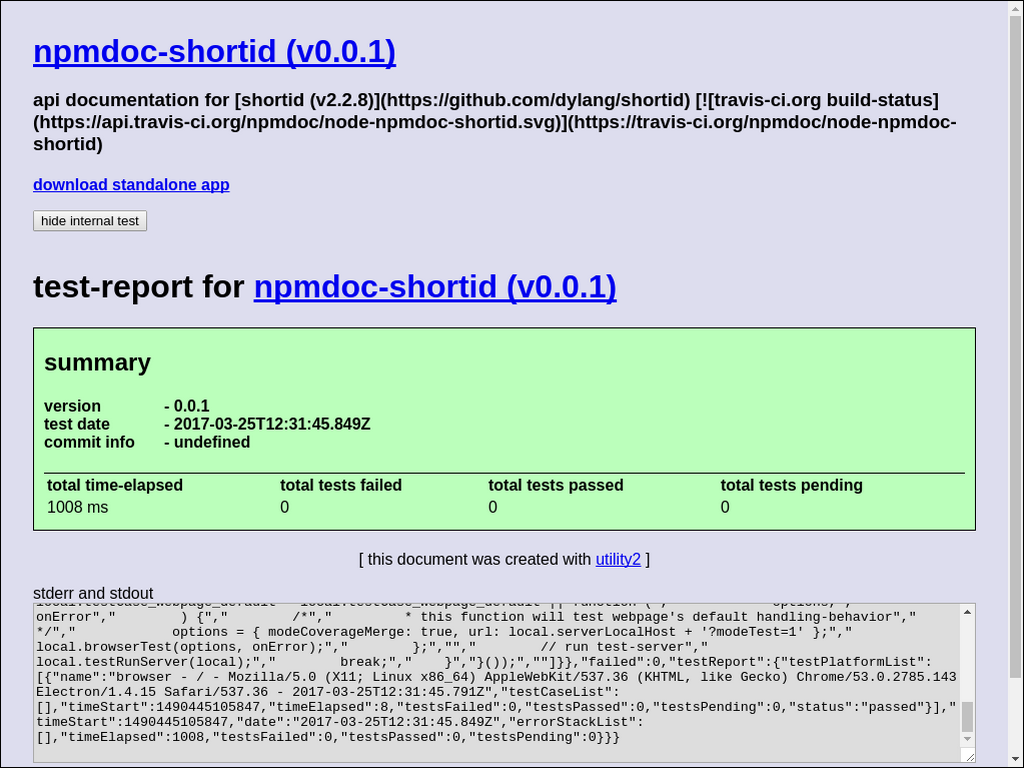 npmdoc-shortid (v0.0.1)
api documentation for [shortid (v2.2.8)](https://github.com/dylang/shortid) [![travis-ci.org build-status]
(https://api.travis-ci.org/npmdoc/node-npmdoc-shortid.svg)](https://travis-ci.org/npmdoc/node-npmdoc-
shortid)
download standalone app
hide internal test
test-report for npmdoc-shortid (v0.0.1)
summary
version - 0.0.1
test date - 2017-03-25T12:31:45.849Z
commit info - undefined
total time-elapsed total tests failed total tests passed total tests pending
1008 ms 0 0 0
[ this document was created with utility2 ]
stderr and stdout
onError","        ) {","        /*","         * this function will test webpage's default handling-behavior","
*/","            options = { modeCoverageMerge: true, url: local.serverLocalHost + '?modeTest=1' };","
local.browserTest(options, onError);","        };","","        // run test-server","
local.testRunServer(local);","        break;","    }","}());",""]}},"failed":0,"testReport":{"testPlatformList":
[{"name":"browser - / - Mozilla/5.0 (X11; Linux x86_64) AppleWebKit/537.36 (KHTML, like Gecko) Chrome/53.0.2785.143
Electron/1.4.15 Safari/537.36 - 2017-03-25T12:31:45.791Z","testCaseList":
[],"timeStart":1490445105847,"timeElapsed":8,"testsFailed":0,"testsPassed":0,"testsPending":0,"status":"passed"}],"
timeStart":1490445105847,"date":"2017-03-25T12:31:45.849Z","errorStackList":
[],"timeElapsed":1008,"testsFailed":0,"testsPassed":0,"testsPending":0}}}